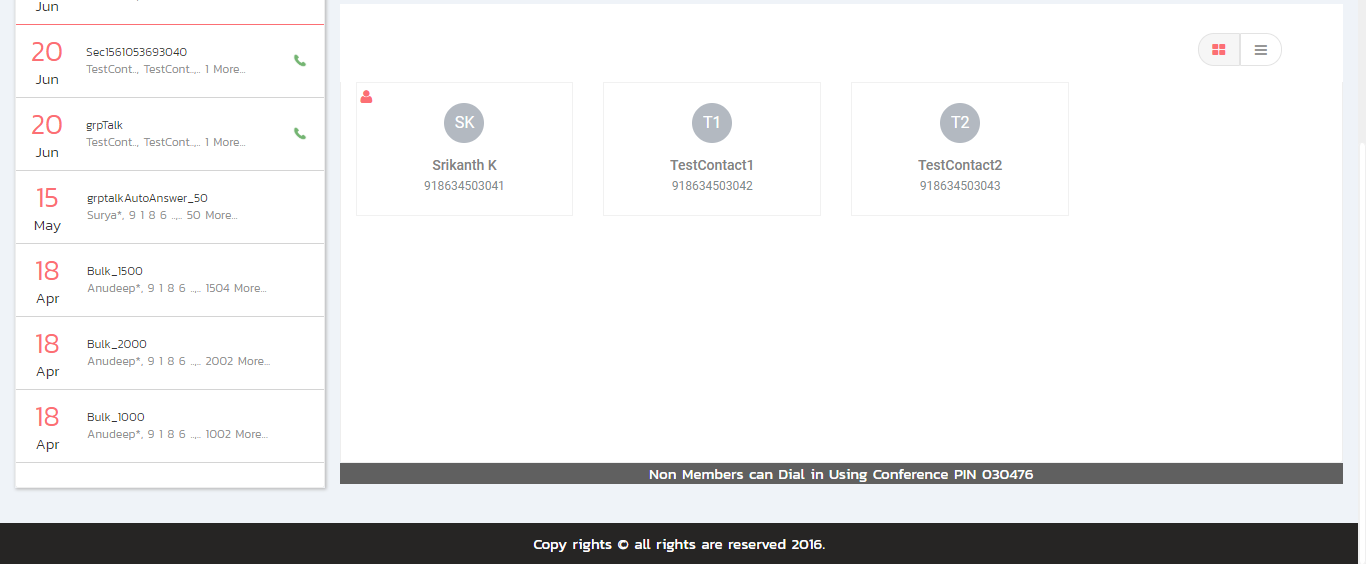 Jun
20
Jun
Sec1561053693040
TestCont.., TestCont..,.. 1 More...
20
Jun
grpTalk
TestCont.., TestCont..,.. 1 More...
15
May
grptalkAutoAnswer_50
Surya*, 9 1 8 6 ..,.. 50 More...
18
Apr
Bulk_1500
Anudeep*, 9 1 8 6 ..,.. 1504 More...
18
Apr
Bulk_2000
Anudeep*, 9 1 8 6 ..,.. 2002 More...
18
Apr
Bulk_1000
Anudeep*, 9 1 8 6 ..,.. 1002 More...
SK
Srikanth K
918634503041
T1
TestContact1
918634503042
T2
TestContact2
918634503043
Non Members can Dial in Using Conference PIN 030476
Copy rights © all rights are reserved 2016.